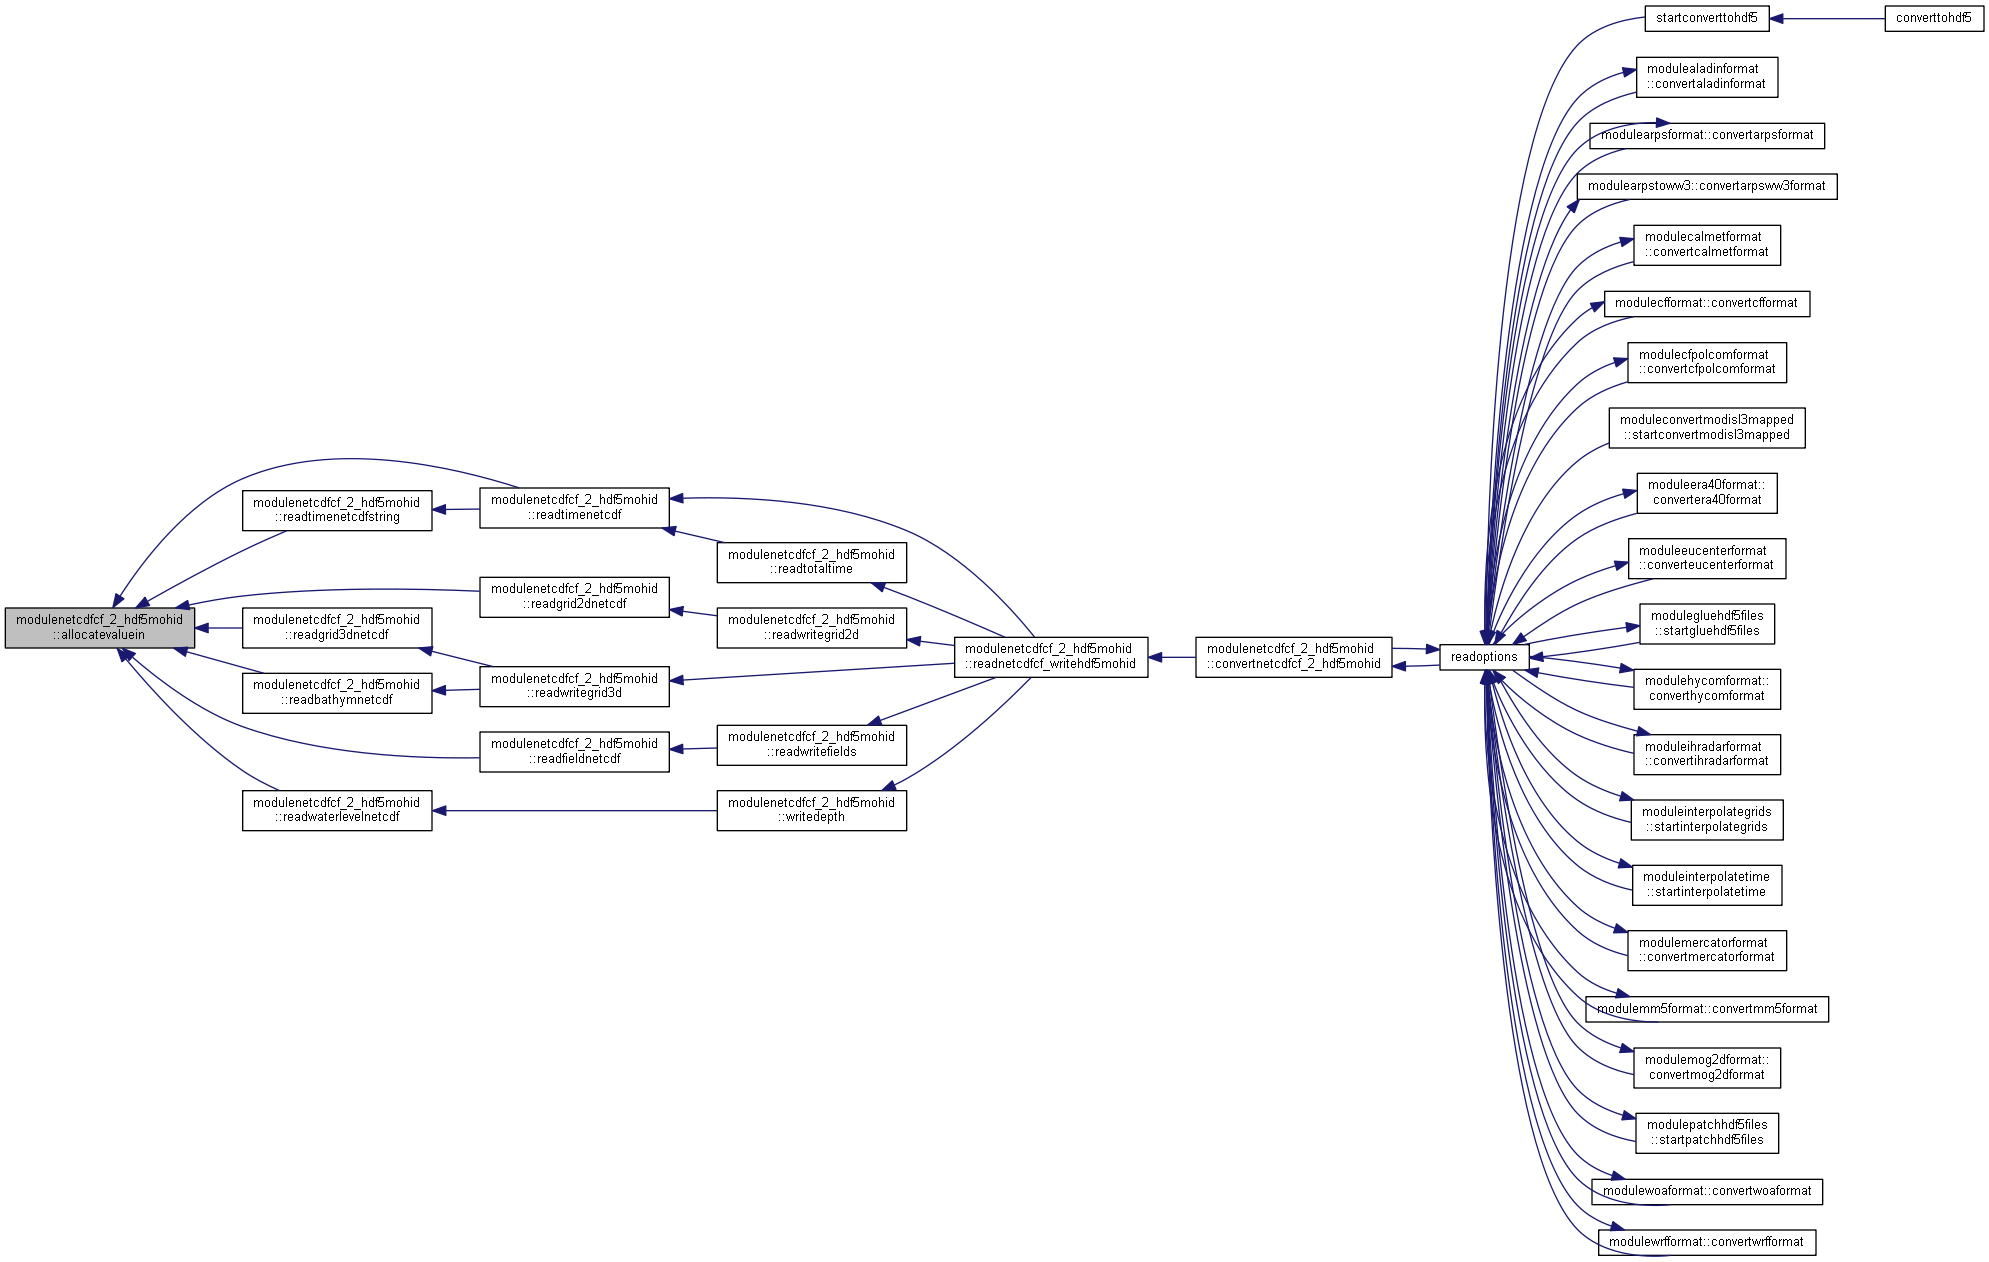 modulenetcdfcf_2_hdf5mohid
::allocatevaluein
modulenetcdfcf_2_hdf5mohid
::readtimenetcdfstring
modulenetcdfcf_2_hdf5mohid
::readgrid3dnetcdf
modulenetcdfcf_2_hdf5mohid
::readbathymnetcdf
modulenetcdfcf_2_hdf5mohid
::readwaterlevelnetcdf
modulenetcdfcf_2_hdf5mohid
::readtimenetcdf
modulenetcdfcf_2_hdf5mohid
::readgrid2dnetcdf
modulenetcdfcf_2_hdf5mohid
::readwritegrid3d
modulenetcdfcf_2_hdf5mohid
::readfieldnetcdf
modulenetcdfcf_2_hdf5mohid
::readtotaltime
modulenetcdfcf_2_hdf5mohid
::readwritegrid2d
modulenetcdfcf_2_hdf5mohid
::readwritefields
modulenetcdfcf_2_hdf5mohid
::writedepth
modulenetcdfcf_2_hdf5mohid
::readnetcdfcf_writehdf5mohid
modulenetcdfcf_2_hdf5mohid
::convertnetcdfcf_2_hdf5mohid
readoptions
startconverttohdf5
converttohdf5
modulealadinformat
::convertaladinformat
modulearpsformat::convertarpsformat
modulearpstoww3::convertarpsww3format
modulecalmetformat
::convertcalmetformat
modulecfformat::convertcfformat
modulecfpolcomformat
::convertcfpolcomformat
moduleconvertmodisl3mapped
::startconvertmodisl3mapped
moduleera40format::
convertera40format
moduleeucenterformat
::converteucenterformat
modulegluehdf5files
::startgluehdf5files
modulehycomformat::
converthycomformat
moduleihradarformat
::convertihradarformat
moduleinterpolategrids
::startinterpolategrids
moduleinterpolatetime
::startinterpolatetime
modulemercatorformat
::convertmercatorformat
modulemm5format::convertmm5format
modulemog2dformat::
convertmog2dformat
modulepatchhdf5files
::startpatchhdf5files
modulewoaformat::convertwoaformat
modulewrfformat::convertwrfformat